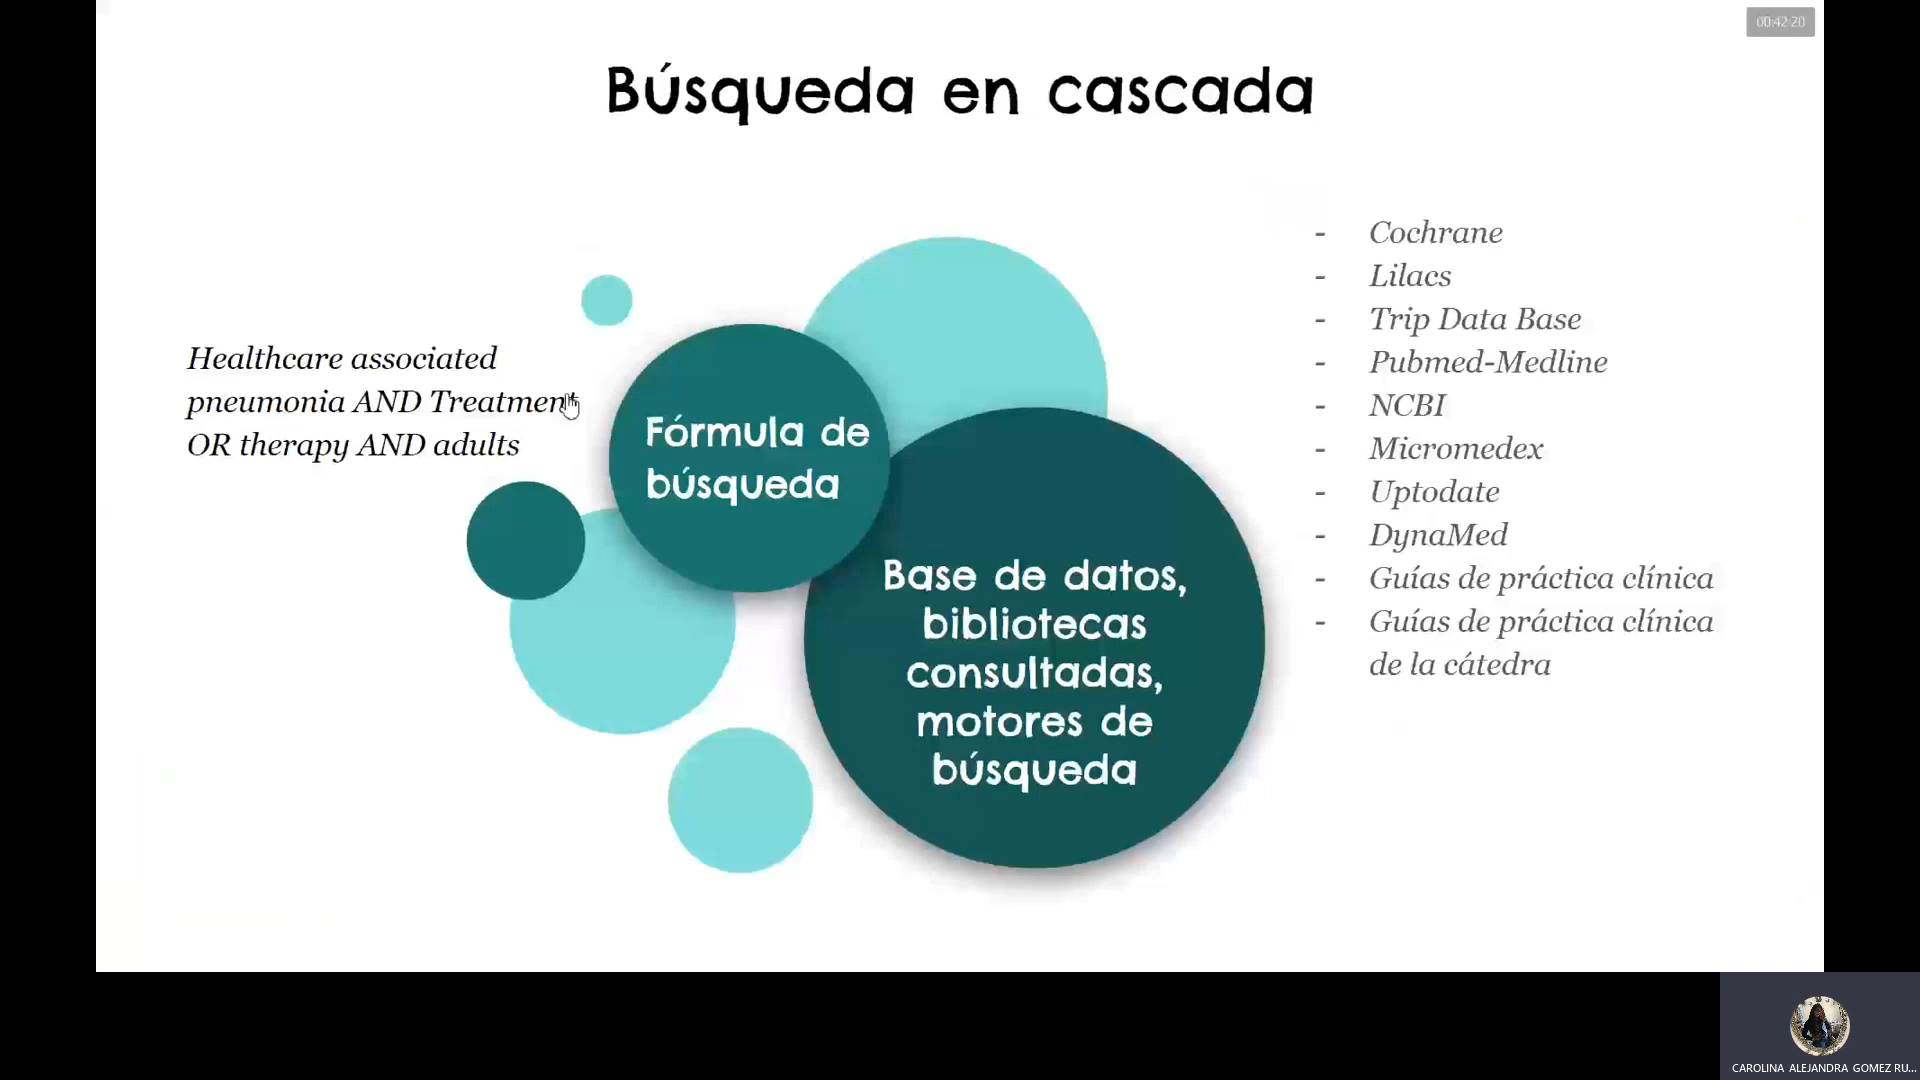 00:42:20
Búsqueda en cascada
Healthcare associated
pneumonia AND Treatment
OR therapy AND adults
Fórmula de
búsqueda
Base de datos,
bibliotecas
consultadas,
motores de
búsqueda
- Cochrane
- Lilacs
- Trip Data Base
- Pubmed-Medline
- NCBI
- Micromedex
- Uptodate
- DynaMed
- Guías de práctica clínica
- Guías de práctica clínica
de la cátedra
CAROLINA ALEJANDRA GOMEZ RU...